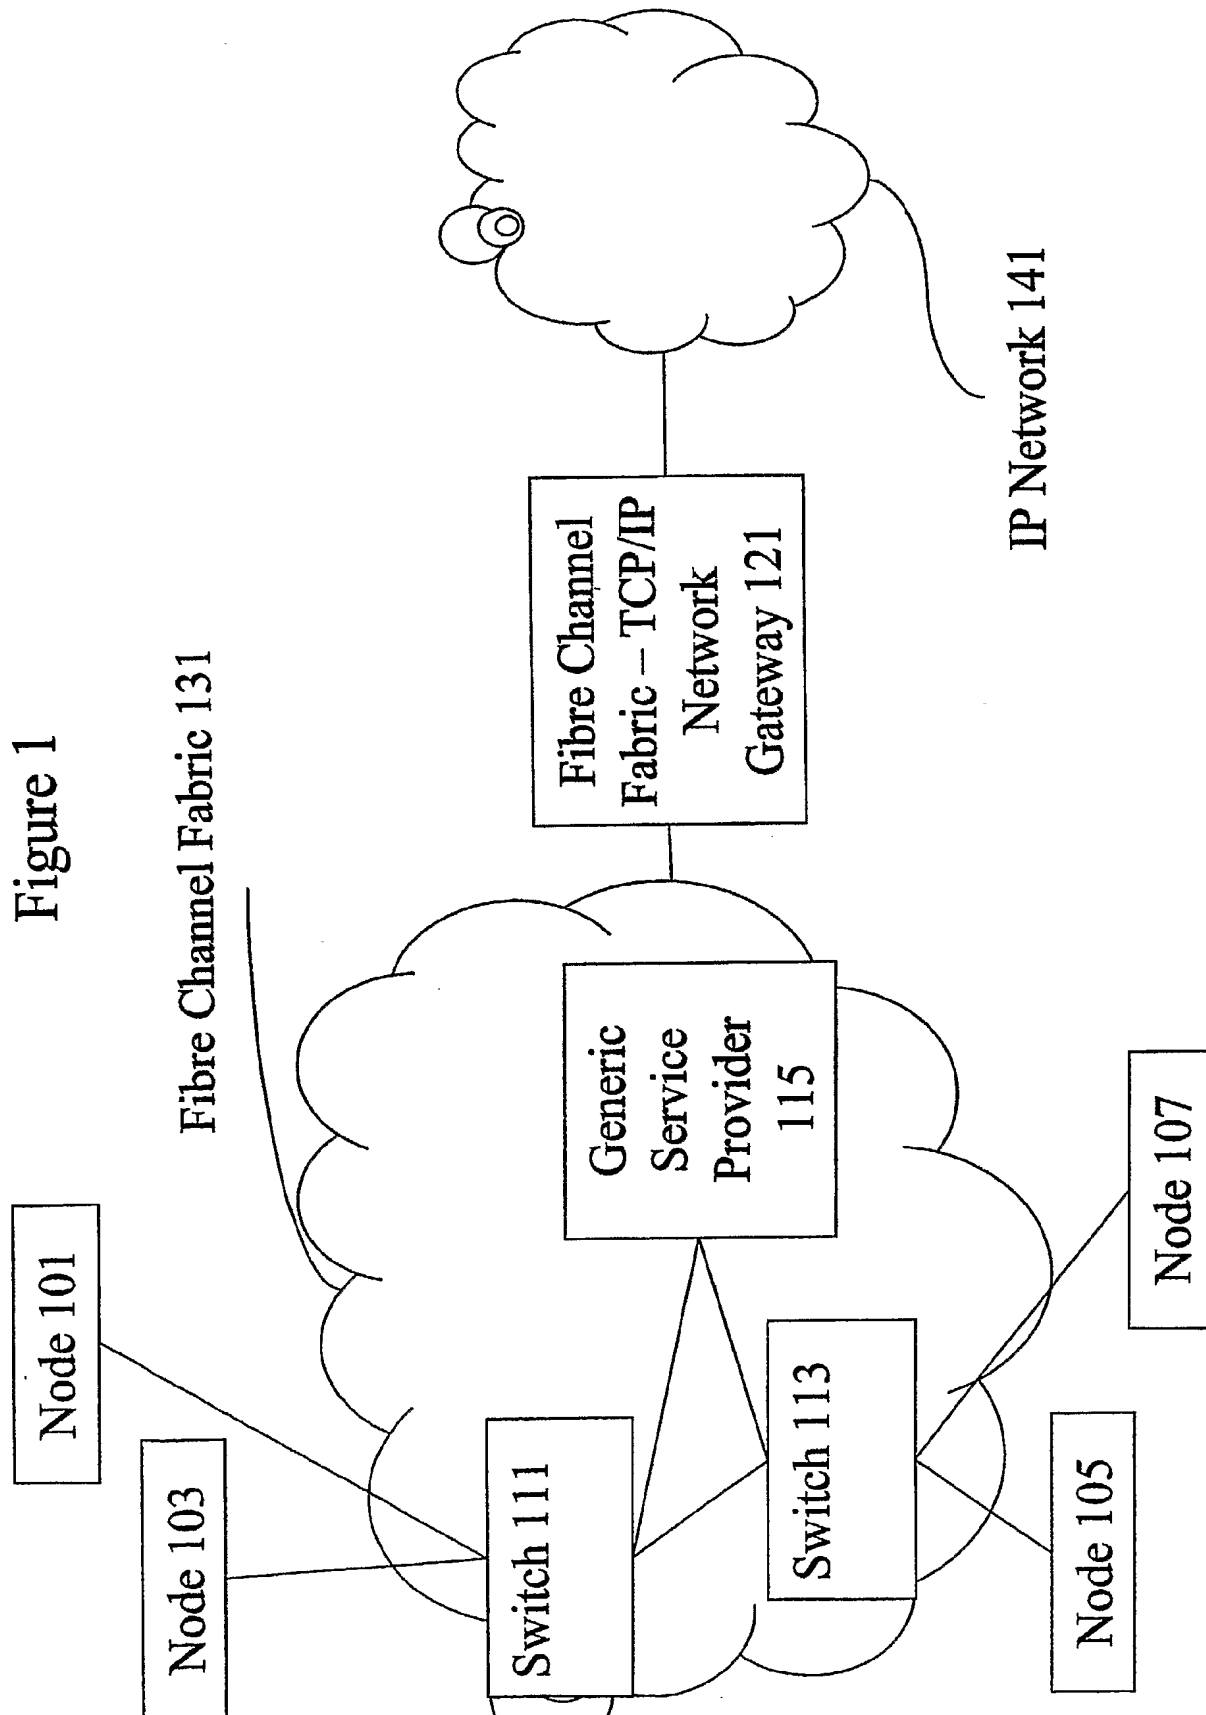 Figure 1
Fibre Channel Fabric 131
Node 101
Node 103
Switch 111
Generic
Service
Provider
115
Fibre Channel
Fabric – TCP/IP
Network
Gateway 121
Switch 113
Node 105
Node 107
IP Network 141